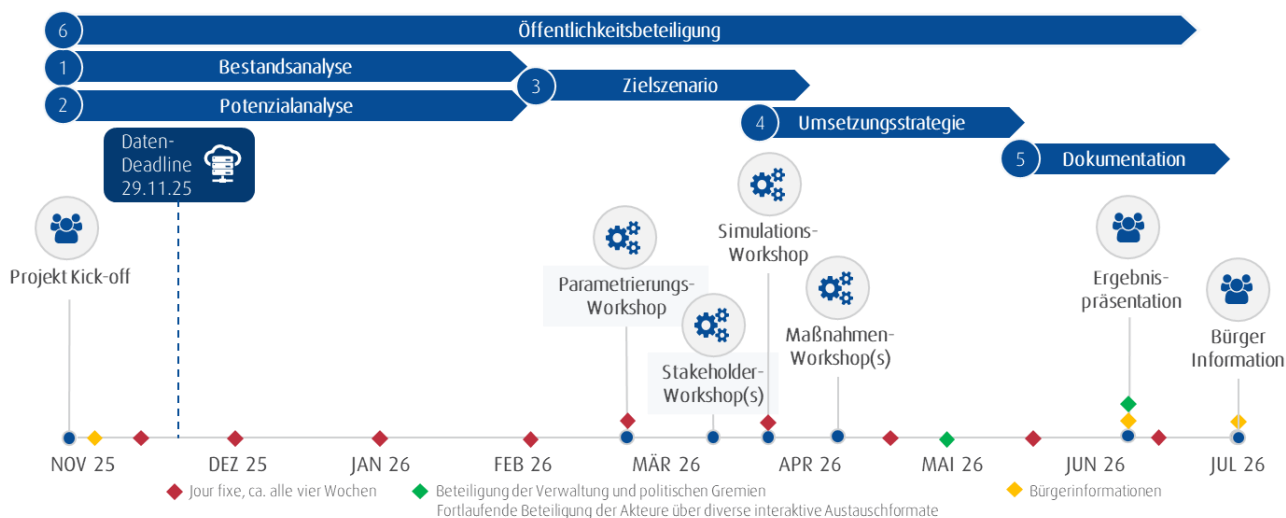 6 Öffentlichkeitsbeteiligung
1 Bestandsanalyse
3 Zielszenario
2 Potenzialanalyse
4 Umsetzungsstrategie
5 Dokumentation
Daten-
Deadline
29.11.25
Projekt Kick-off
Parametrierungs-
Workshop
Stakeholder-
Workshop(s)
Simulations-
Workshop
Maßnahmen-
Workshop(s)
Ergebnis-
präsentation
Bürger
Information
NOV 25 DEZ 25 JAN 26 FEB 26 MÄR 26 APR 26 MAI 26 JUN 26 JUL 26
Jour fixe, ca. alle vier Wochen
Beteiligung der Verwaltung und politischen Gremien
Fortlaufende Beteiligung der Akteure über diverse interaktive Austauschformate
Bürgerinformationen